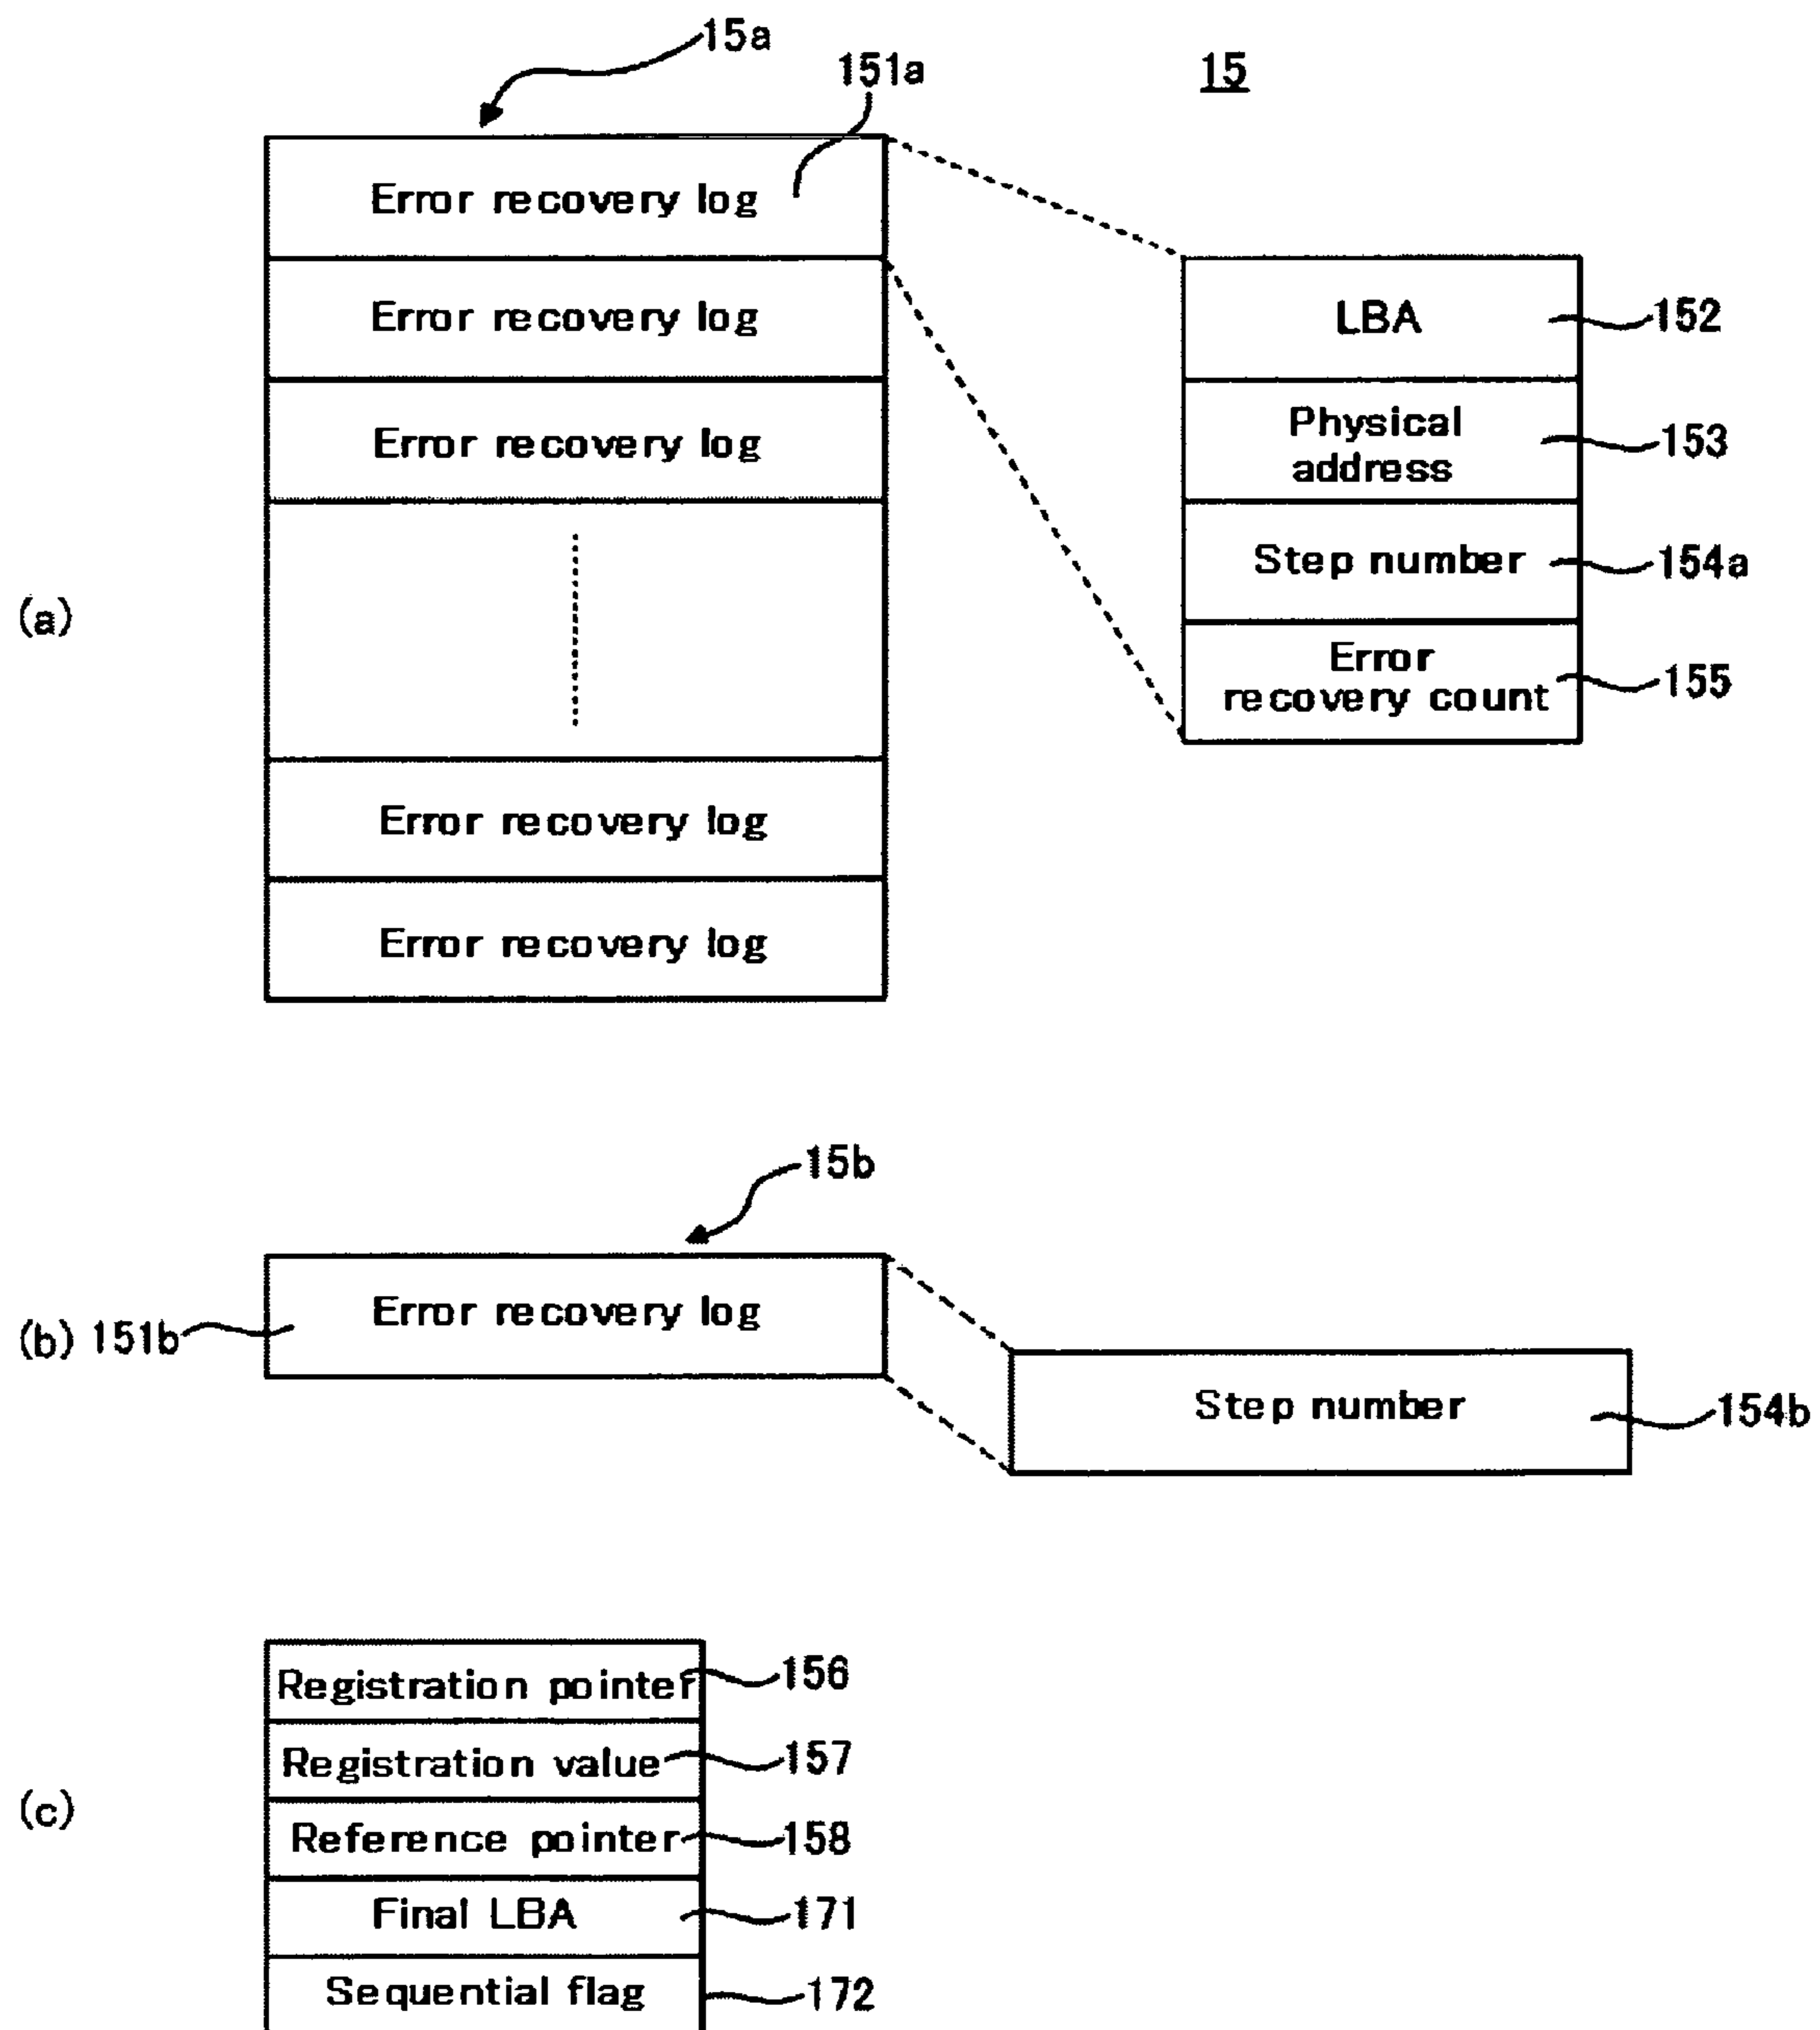 15a
151a
15
Error recovery log
Error recovery log
Error recovery log
Error recovery log
Error recovery log
LBA
152
Physical
address
153
Step number
154a
Error
recovery count
155
(a)
15b
(b) 151b
Error recovery log
Step number
154b
(c)
Registration pointer
156
Registration value
157
Reference pointer
158
Final LBA
171
Sequential flag
172